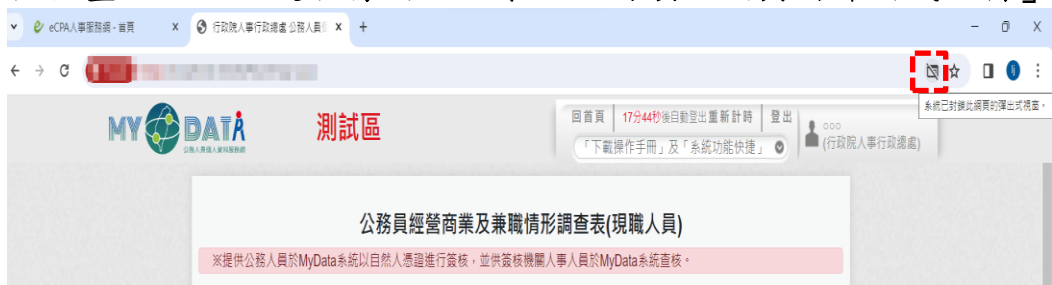 eCPA人事服務網 - 首頁
行政院人事行政總處 公務人員
系統已封鎖此網頁的彈出式視窗。
MY DATA
公務人員個人資料服務網
測試區
回首頁 17分44秒後自動登出重新計時 登出
「下載操作手冊」及「系統功能快捷」
ooo
(行政院人事行政總處)
公務員經營商業及兼職情形調查表(現職人員)
※提供公務人員於MyData系統以自然人憑證進行簽核，並供簽核機關人事人員於MyData系統查核。